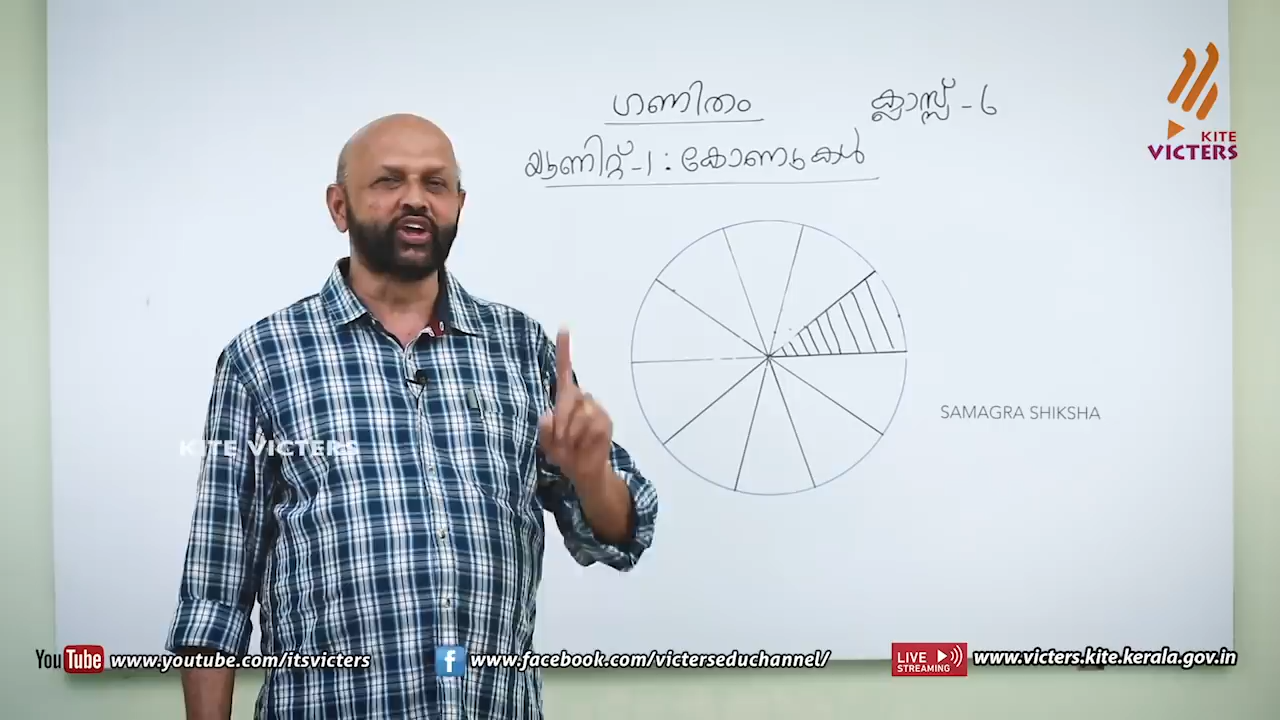 ഗണിതം ക്ലാസ്സ് - 6
യൂണിറ്റ് - 1 : കോണുകൾ
KITE
VICTERS
SAMAGRA SHIKSHA
KITE VICTERS
YouTube www.youtube.com/itsvicters f www.facebook.com/victerseduchannel/ LIVE STREAMING www.victers.kite.kerala.gov.in